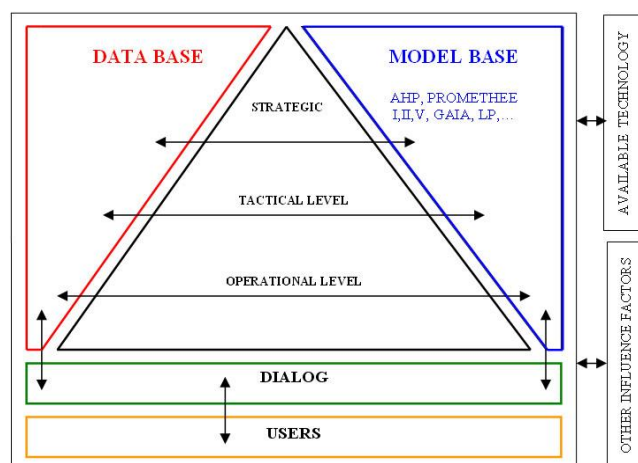 DATA BASE
MODEL BASE
AHP, PROMETHEE
I,II,V, GAIA, LP,...
STRATEGIC
TACTICAL LEVEL
OPERATIONAL LEVEL
DIALOG
USERS
AVAILABLE TECHNOLOGY
OTHER INFLUENCE FACTORS